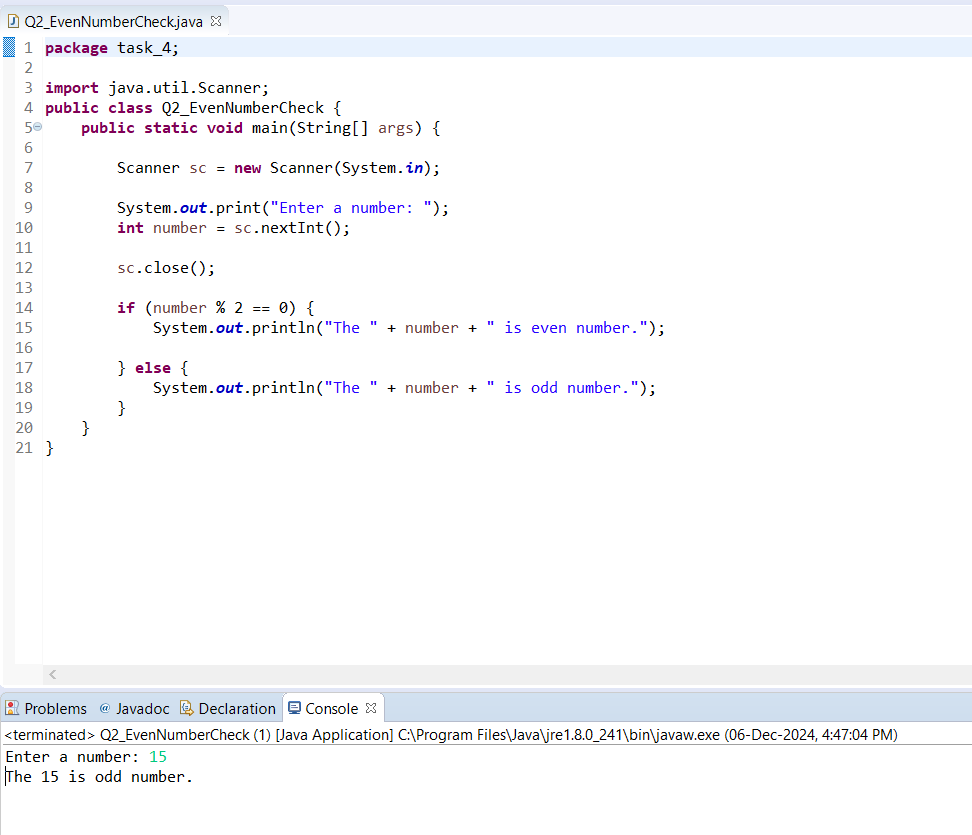 Q2_EvenNumberCheck.java
1 package task_4;
2
3 import java.util.Scanner;
4 public class Q2_EvenNumberCheck {
5     public static void main(String[] args) {
6
7         Scanner sc = new Scanner(System.in);
8
9         System.out.print("Enter a number: ");
10         int number = sc.nextInt();
11
12         sc.close();
13
14         if (number % 2 == 0) {
15             System.out.println("The " + number + " is even number.");
16
17         } else {
18             System.out.println("The " + number + " is odd number.");
19         }
20     }
21 }
Problems @ Javadoc Declaration Console
<terminated> Q2_EvenNumberCheck (1) [Java Application] C:\Program Files\Java\jre1.8.0_241\bin\javaw.exe (06-Dec-2024, 4:47:04 PM)
Enter a number: 15
The 15 is odd number.